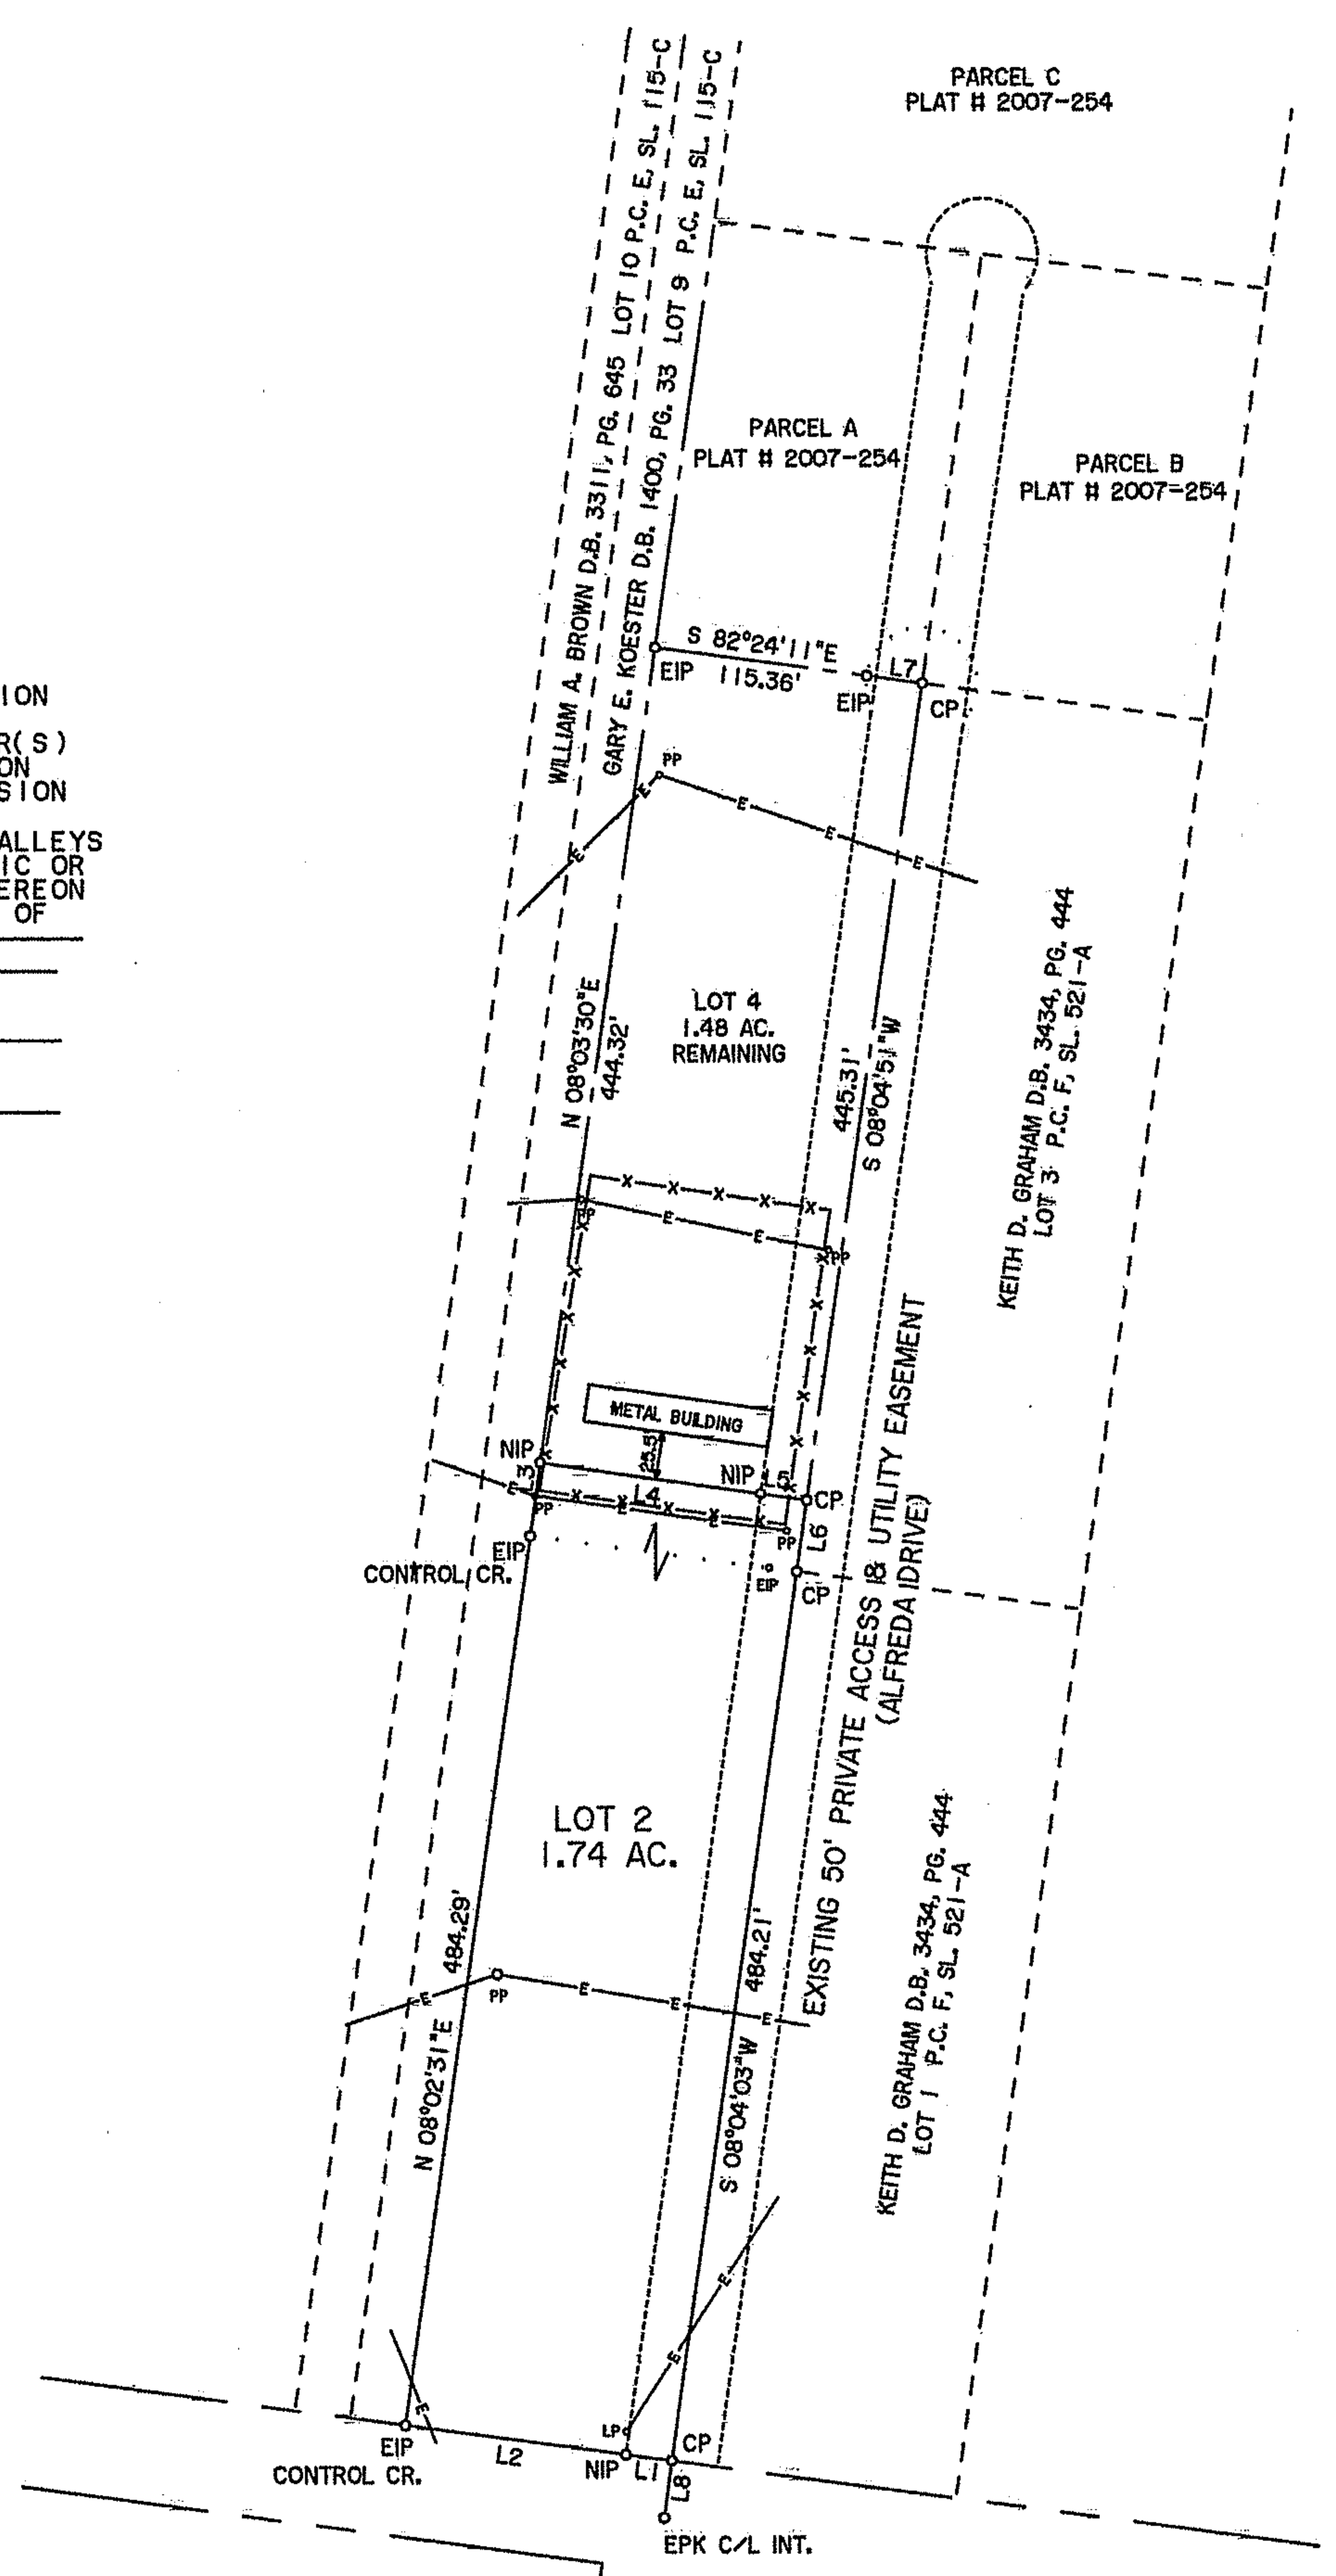 PARCEL C
PLAT # 2007-254
WILLIAM A. BROWN D.B. 3311, PG. 645 LOT 10 P.C. E, SL. 115-C
GARY E. KOESTER D.B. 1400, PG. 33 LOT 9 P.C. E, SL. 115-C
PARCEL A
PLAT # 2007-254
PARCEL B
PLAT # 2007-254
S 82°24'11"E
115.36'
EIP
EIP
L7
CP
ION
R(S)
ON
SION
ALLEYS
IC OR
EREON
OF
PP
E
E
E
E
E
LOT 4
1.48 AC.
REMAINING
N 08°03'30"E
444.32'
445.31'
S 08°04'51"W
KEITH D. GRAHAM D.B. 3434, PG. 444
LOT 3 P.C. F, SL. 521-A
E
E
PP
METAL BUILDING
25.5'
NIP
L3
L4
NIP
L5
CP
E
PP
E
E
PP
L6
EIP
CONTROL CR.
EIP
CP
EXISTING 50' PRIVATE ACCESS & UTILITY EASEMENT
(ALFREDA DRIVE)
LOT 2
1.74 AC.
484.29'
N 08°02'31"E
484.21'
S 08°04'03"W
E
PP
E
E
E
KEITH D. GRAHAM D.B. 3434, PG. 444
LOT 1 P.C. F, SL. 521-A
E
E
E
LP
EIP
CONTROL CR.
L2
NIP
L1
CP
L8
EPK C/L INT.